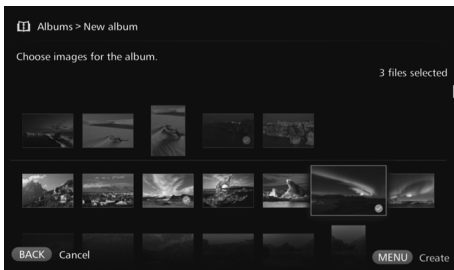 Albums > New album
Choose images for the album.
3 files selected
BACK Cancel
MENU Create